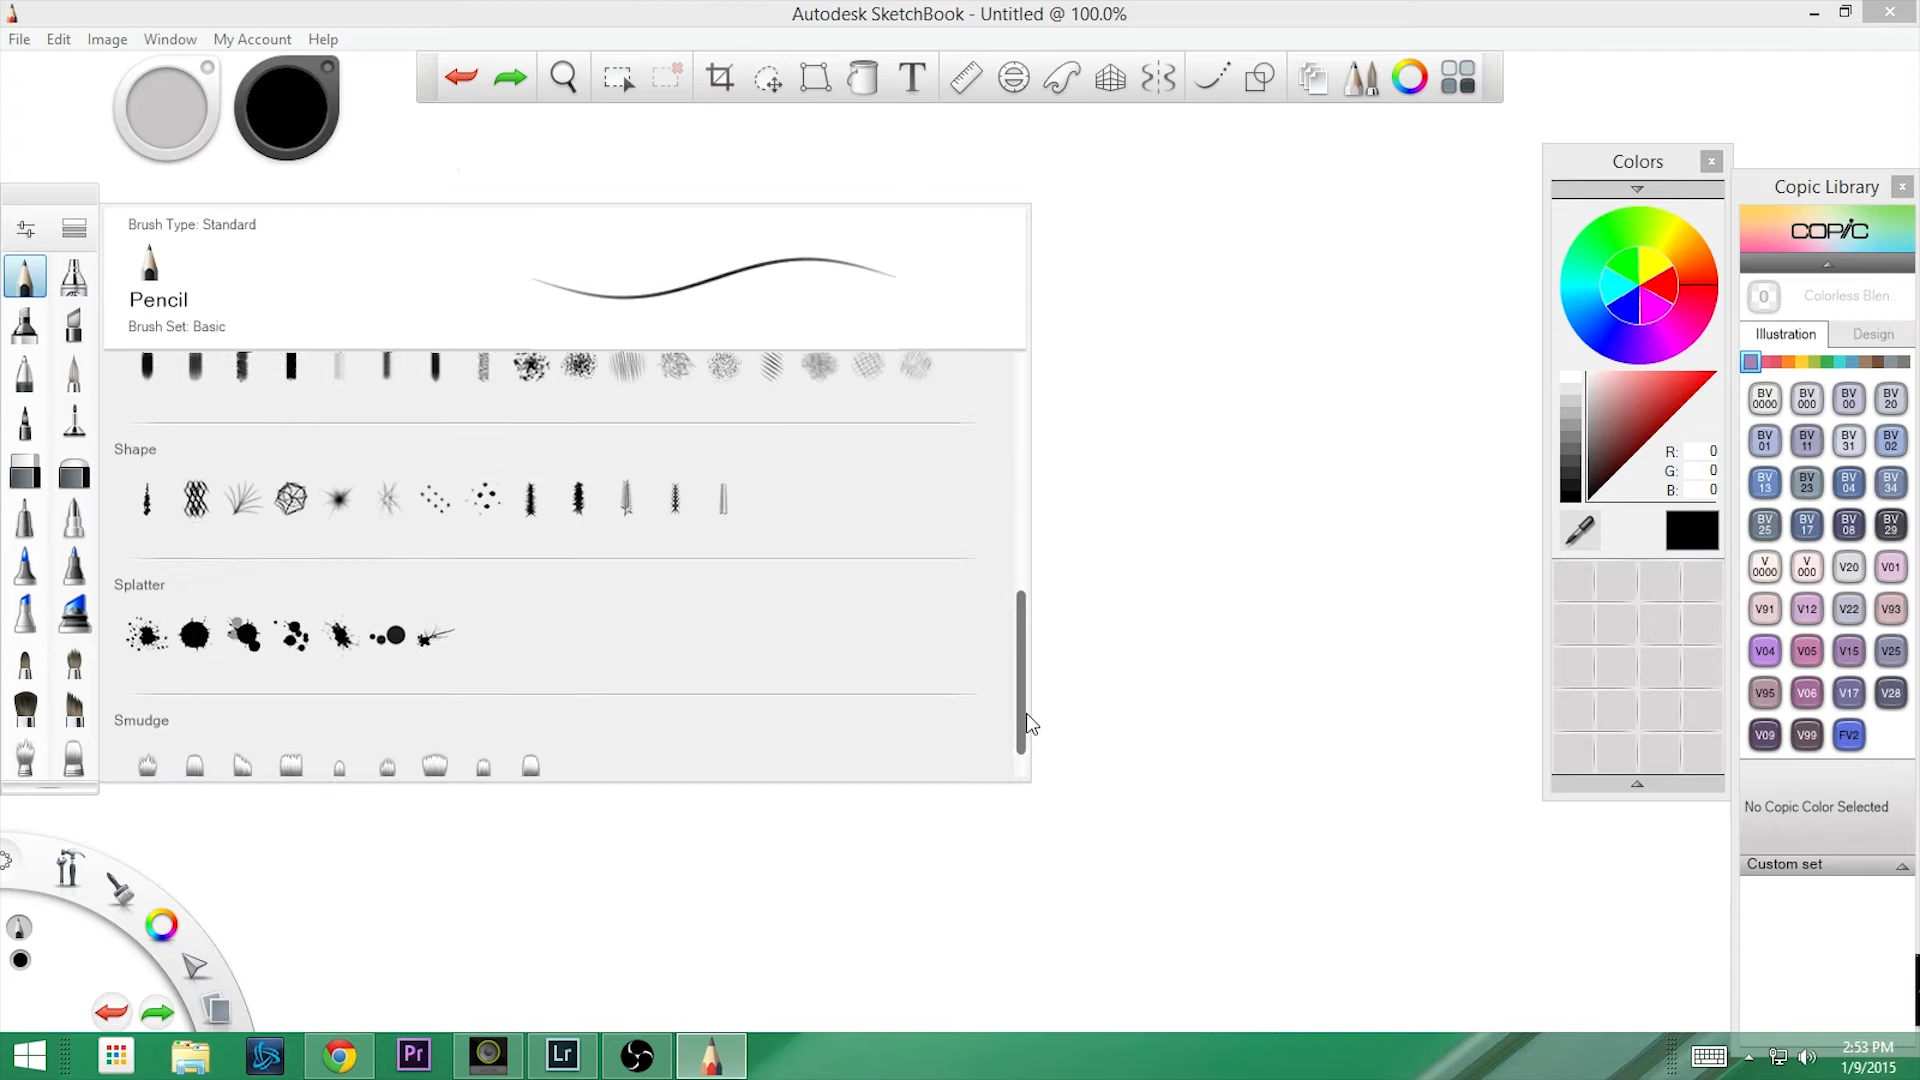 Autodesk SketchBook - Untitled @ 100.0%
File Edit Image Window My Account Help
Colors
Copic Library
COPIC
0 Colorless Blen..
Illustration Design
Brush Type: Standard
Pencil
Brush Set: Basic
Shape
Splatter
Smudge
R: 0
G: 0
B: 0
BV 0000 BV 000 BV 00 BV 20
BV 01 BV 11 BV 31 BV 02
BV 13 BV 23 BV 04 BV 34
BV 25 BV 17 BV 08 BV 29
V 0000 V 000 V20 V01
V91 V12 V22 V93
V04 V05 V15 V25
V95 V06 V17 V28
V09 V99 FV2
No Copic Color Selected
Custom set
Pr
Lr
2:53 PM
1/9/2015